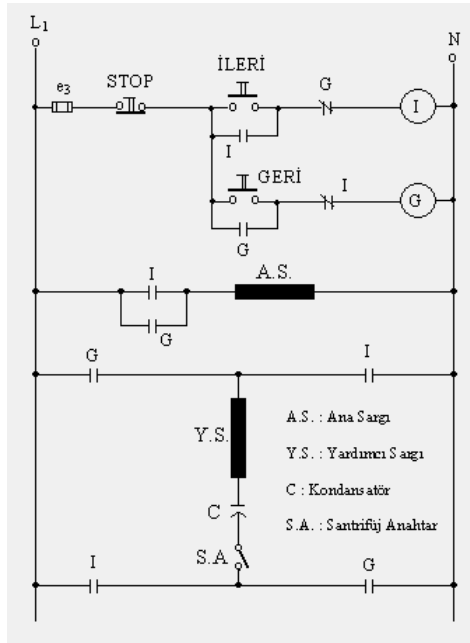 L1 N
e3 STOP İLERİ G I
I
GERİ I G
G
I A.S.
G
G I
Y.S.
A.S. : Ana Sargı
Y.S. : Yardımcı Sargı
C C : Kondansatör
S.A S.A. : Santrifüj Anahtar
I G